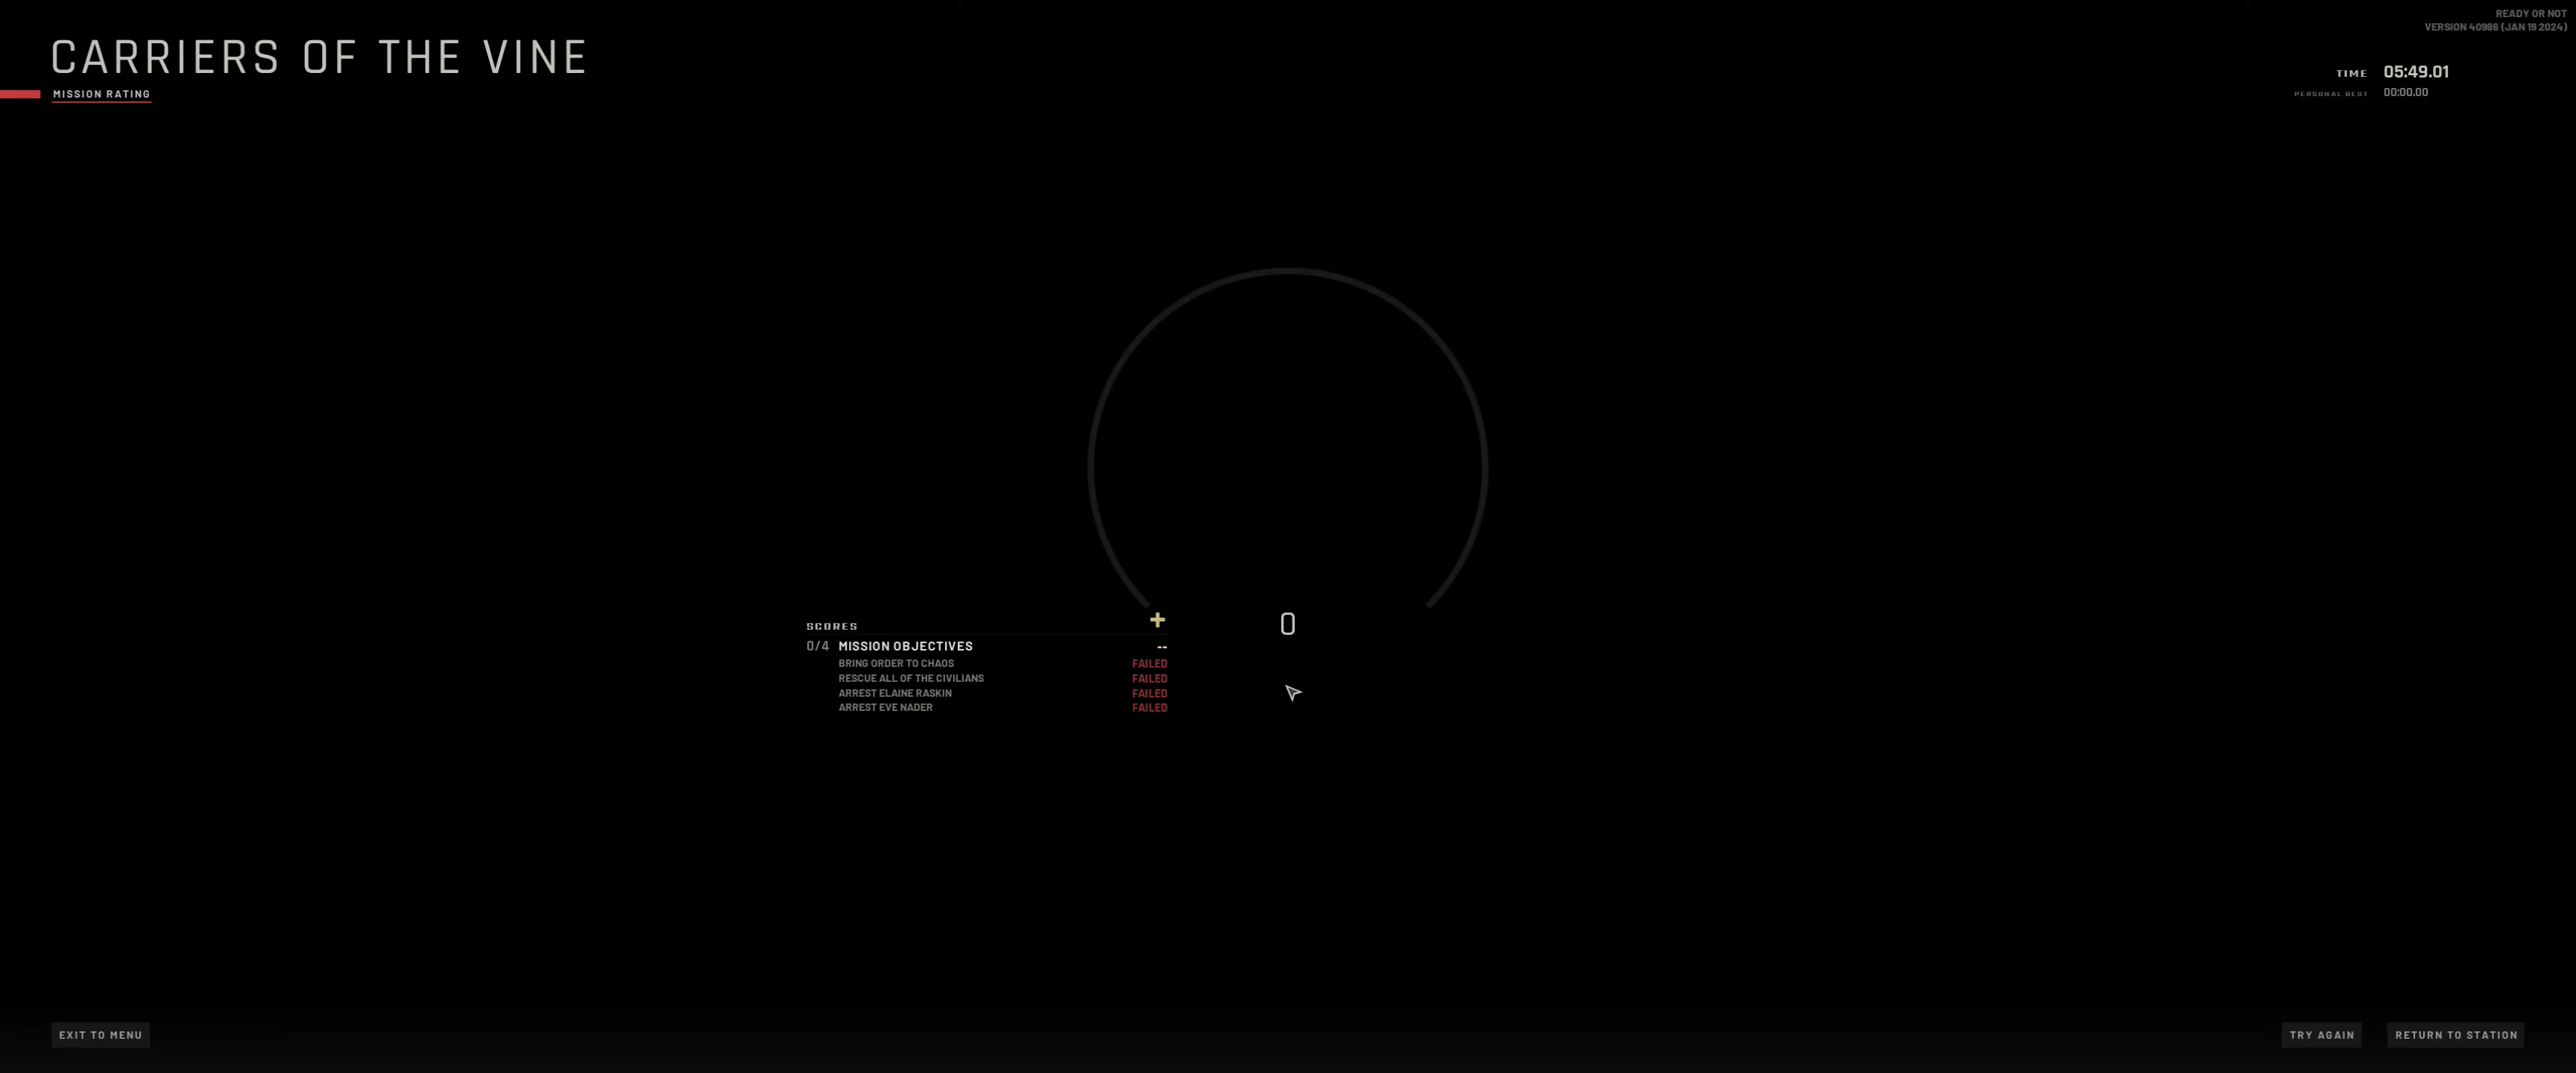 READY OR NOT
VERSION 40986 (JAN 19 2024)
CARRIERS OF THE VINE
MISSION RATING
TIME 05:49.01
PERSONAL BEST 00:00.00
0
SCORES +
0/4 MISSION OBJECTIVES --
BRING ORDER TO CHAOS FAILED
RESCUE ALL OF THE CIVILIANS FAILED
ARREST ELAINE RASKIN FAILED
ARREST EVE NADER FAILED
EXIT TO MENU
TRY AGAIN
RETURN TO STATION